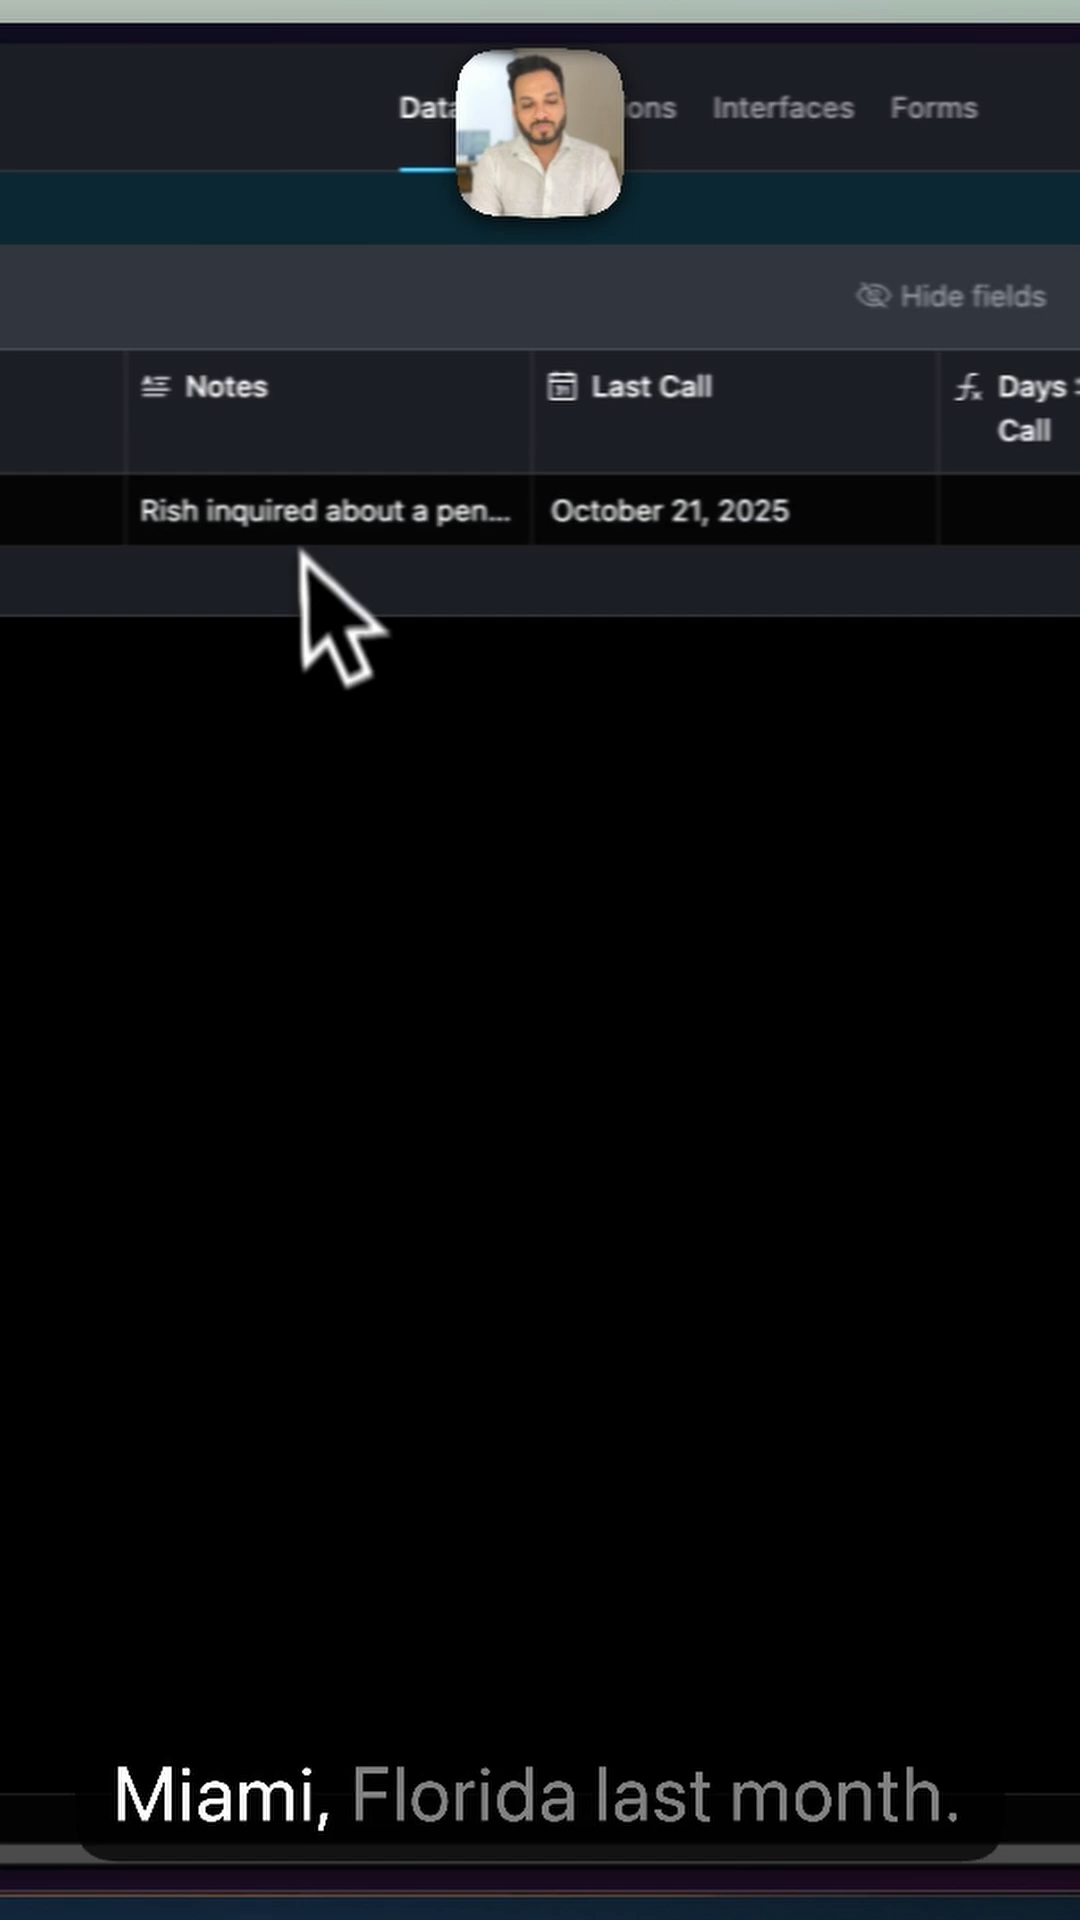 Data
ions
Interfaces
Forms
Hide fields
Notes
Last Call
Days
Call
Rish inquired about a pen...
October 21, 2025
Miami, Florida last month.